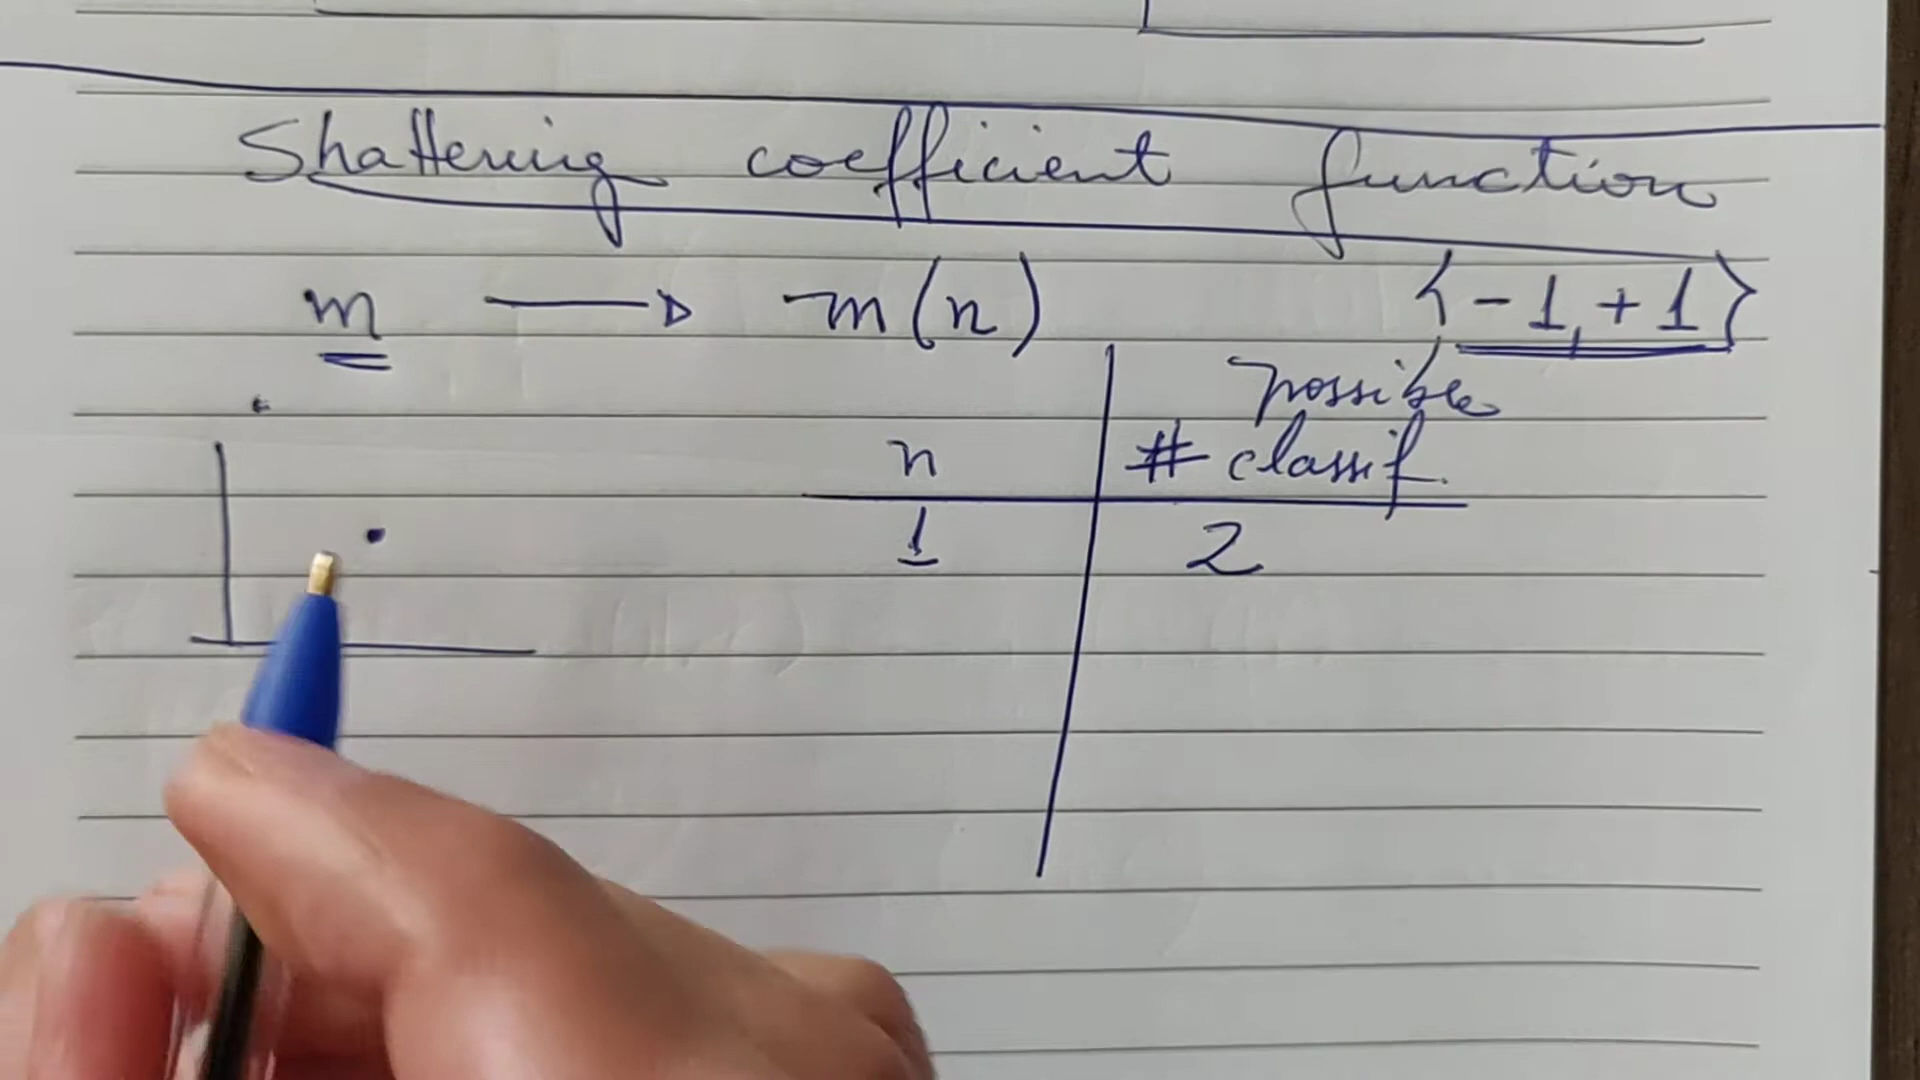 Shattering coefficient function
m → m(n) {-1, +1}
possible
n # classif.
1 2